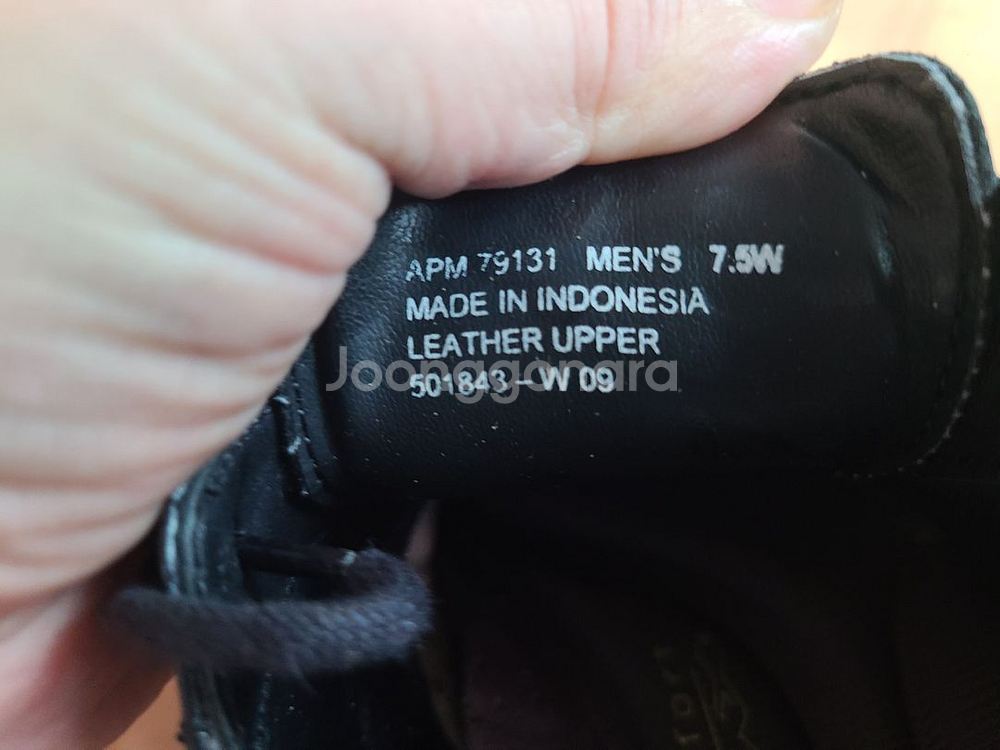 APM 79131 MEN'S 7.5W
MADE IN INDONESIA
LEATHER UPPER
501843 - W 09
Joonggonara